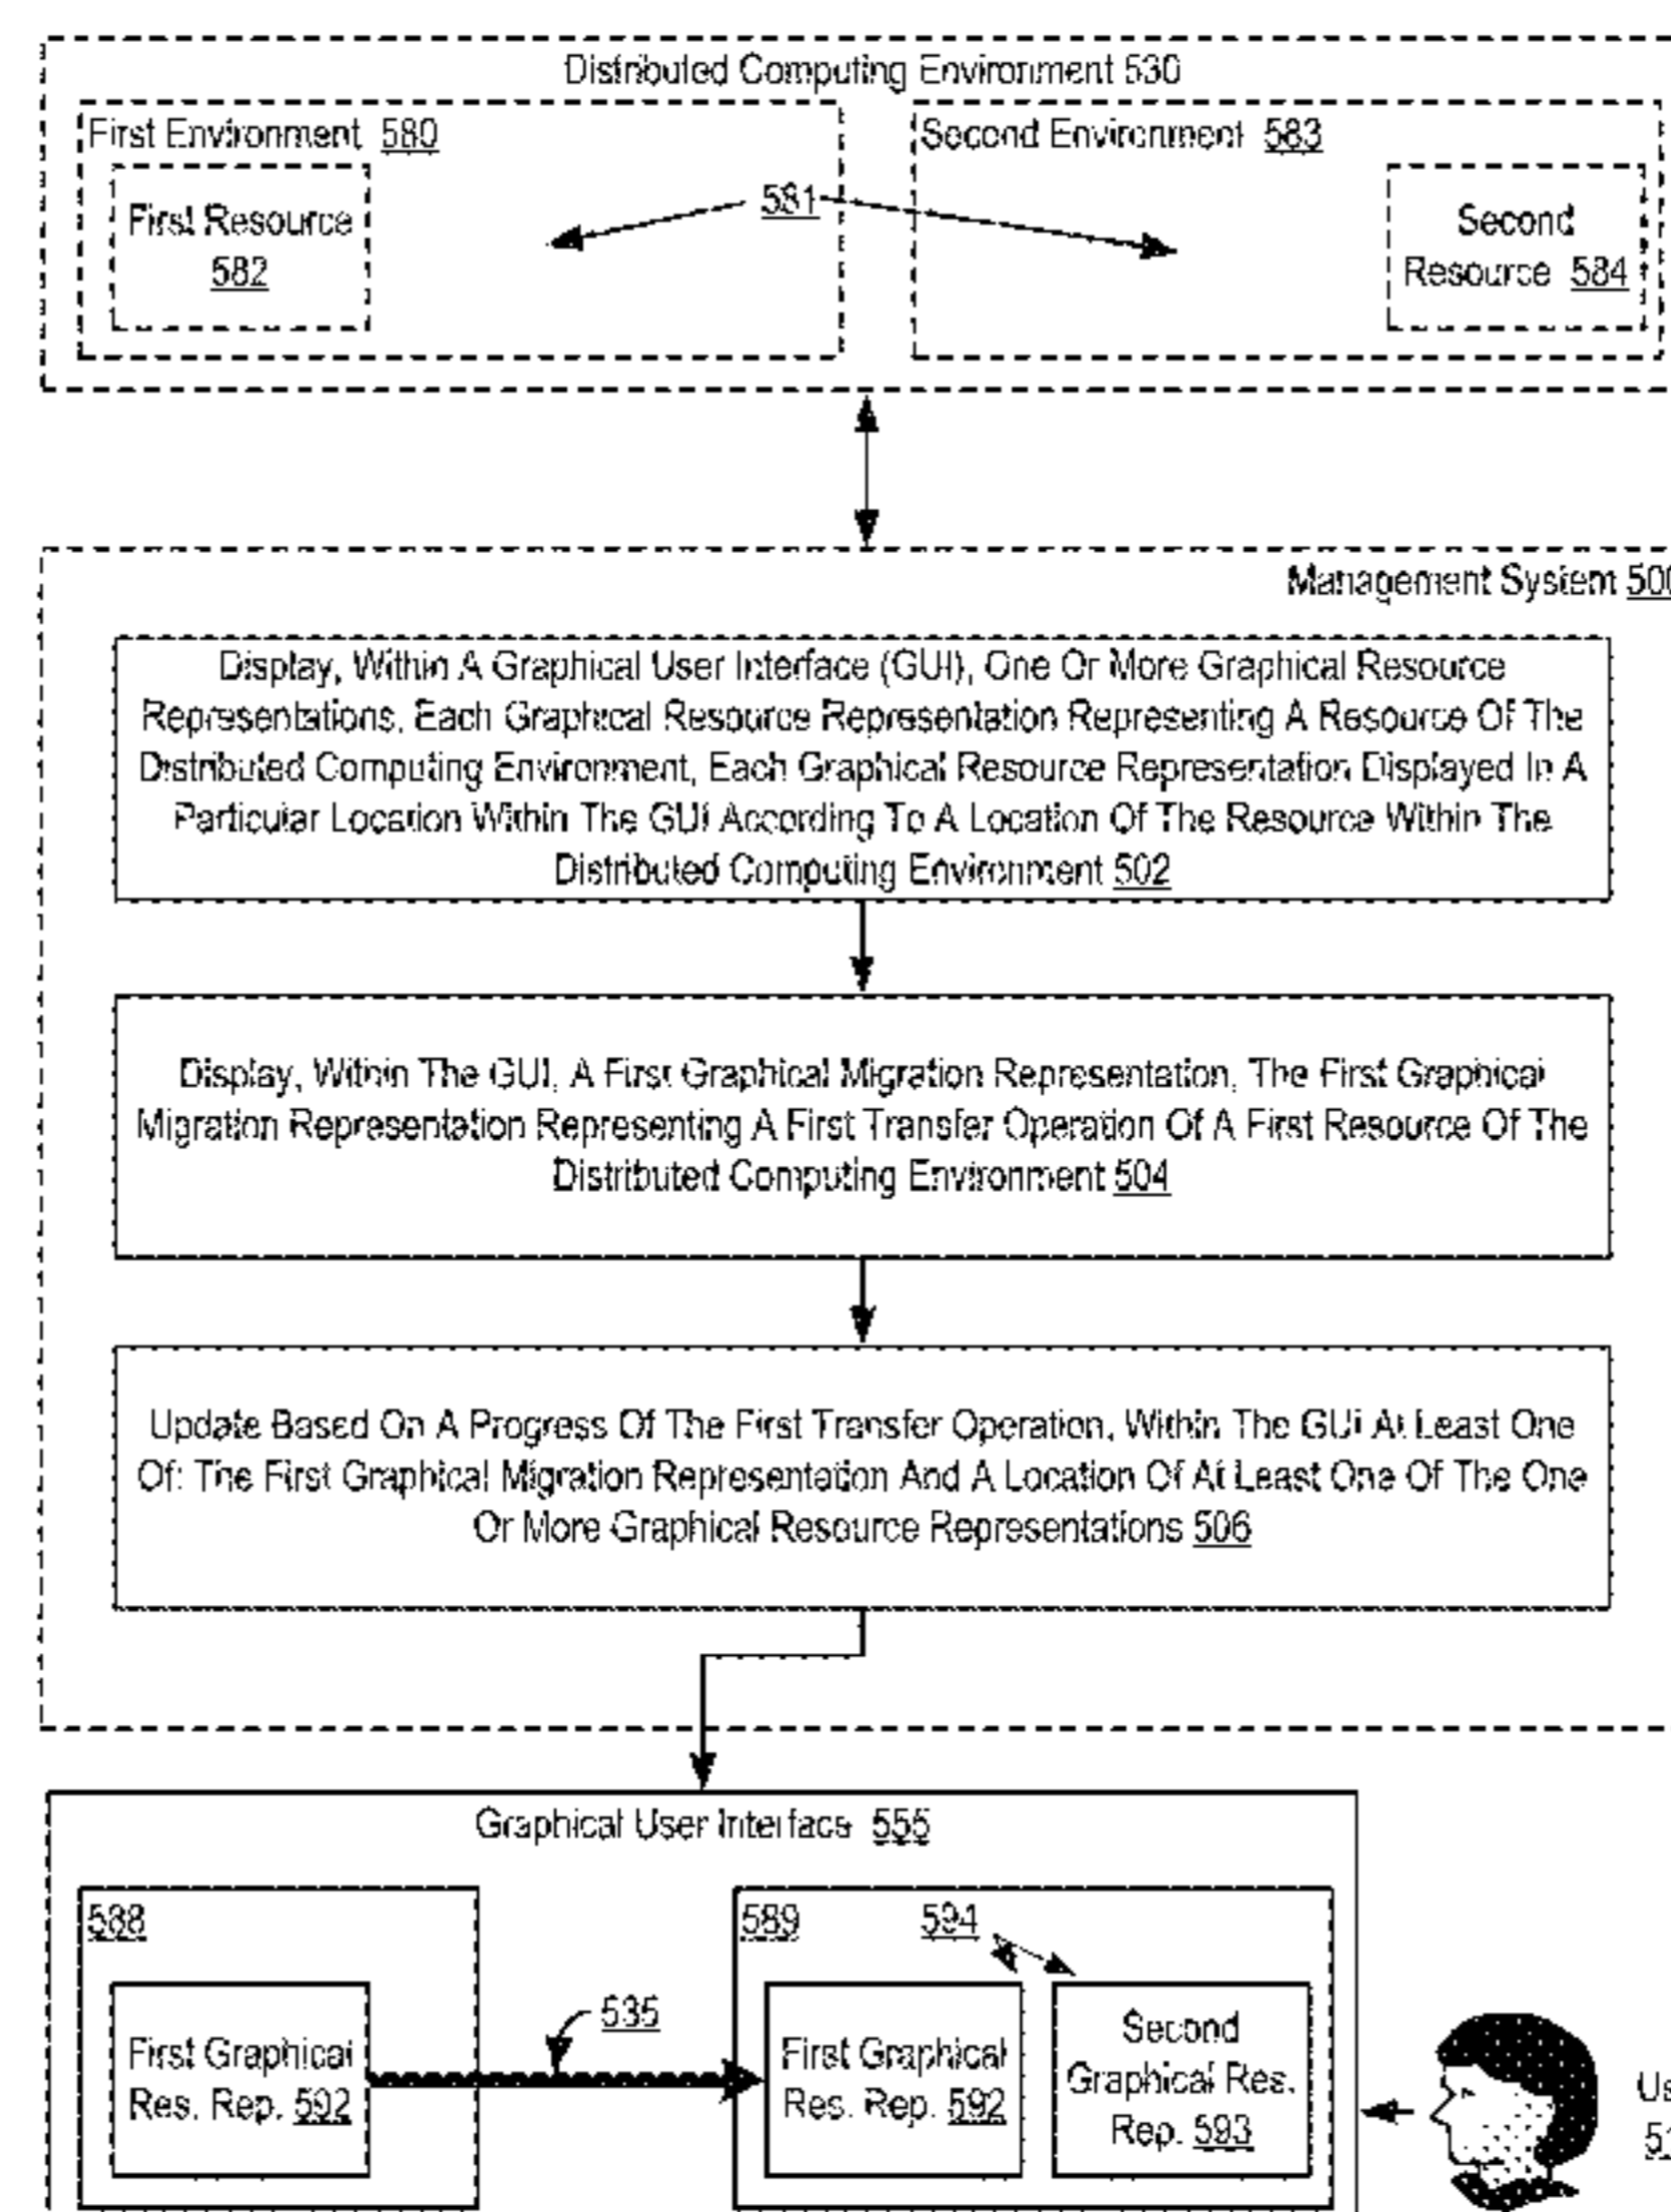 Distributed Computing Environment 530
First Environment 580
Second Environment 583
First Resource
582
581
Second
Resource 584
Management System 500
Display, Within A Graphical User Interface (GUI), One Or More Graphical Resource
Representations, Each Graphical Resource Representation Representing A Resource Of The
Distributed Computing Environment, Each Graphical Resource Representation Displayed In A
Particular Location Within The GUI According To A Location Of The Resource Within The
Distributed Computing Environment 502
Display, Within The GUI, A First Graphical Migration Representation, The First Graphical
Migration Representation Representing A First Transfer Operation Of A First Resource Of The
Distributed Computing Environment 504
Update Based On A Progress Of The First Transfer Operation, Within The GUI At Least One
Of: The First Graphical Migration Representation And A Location Of At Least One Of The One
Or More Graphical Resource Representations 506
Graphical User Interface 555
588
589
594
First Graphical
Res. Rep. 592
535
First Graphical
Res. Rep. 592
Second
Graphical Res.
Rep. 593